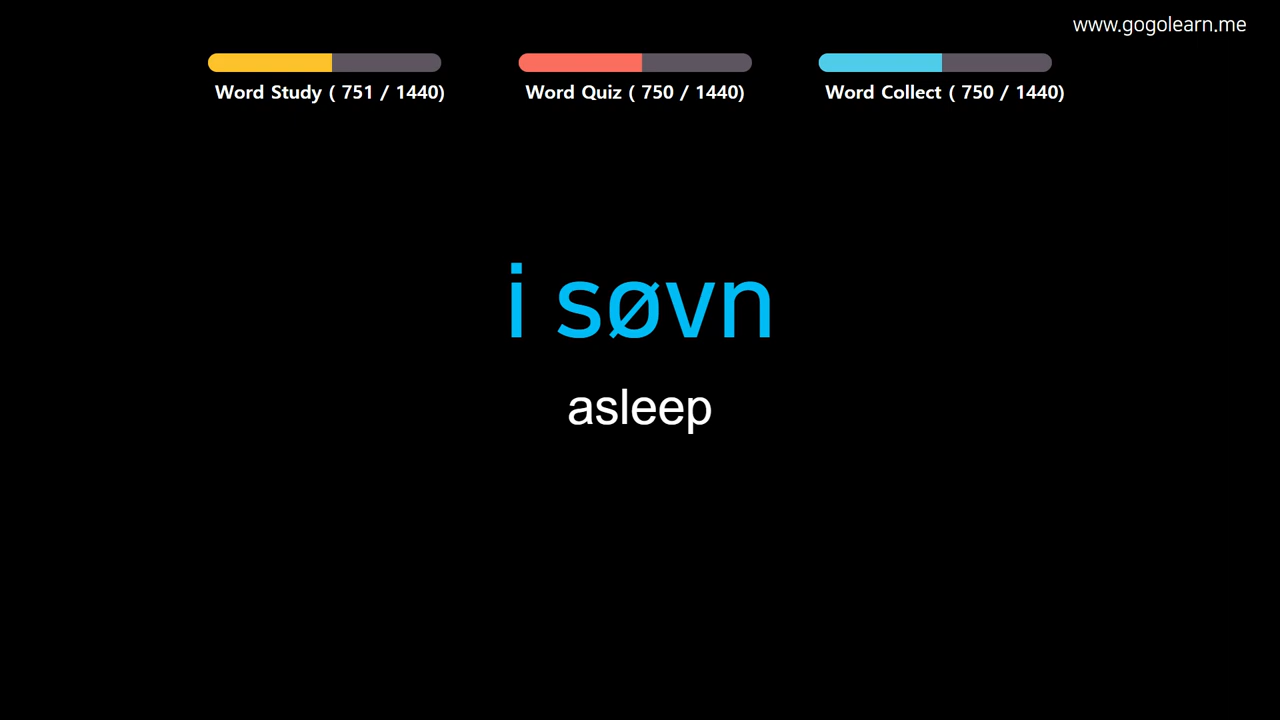 www.gogolearn.me
Word Study ( 751 / 1440)
Word Quiz ( 750 / 1440)
Word Collect ( 750 / 1440)
i søvn
asleep